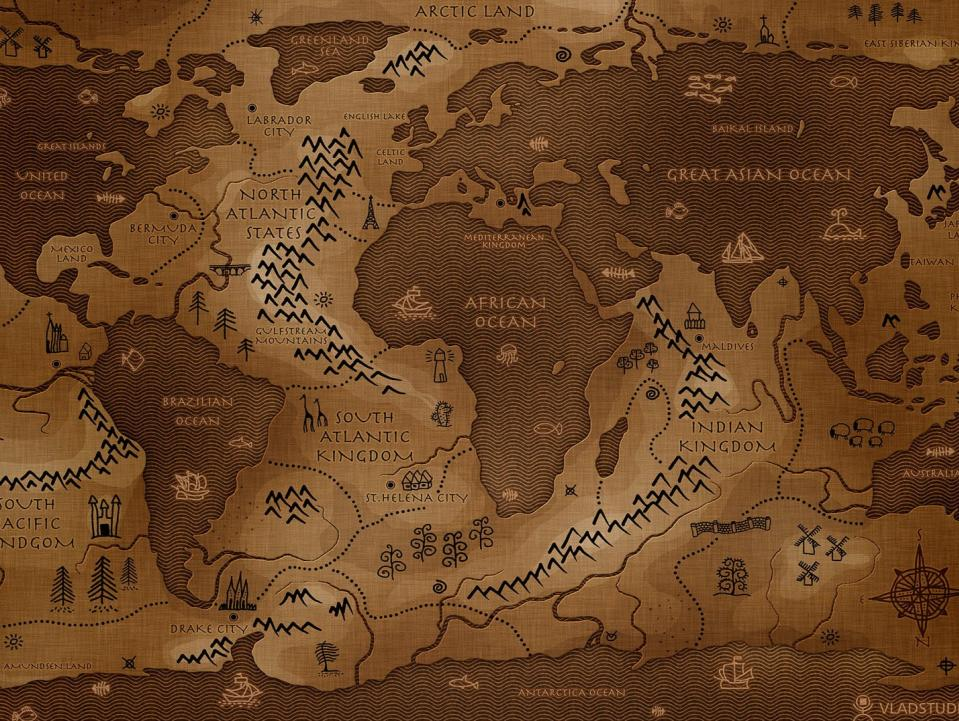 ARCTIC LAND
GREENLAND
SEA
EAST SIBERIAN KIN
LABRADOR
CITY
ENGLISH LAKE
BAIKAL ISLAND
GREAT ISLANDS
CELTIC
LAND
UNITED
OCEAN
GREAT ASIAN OCEAN
NORTH
ATLANTIC
STATES
BERMUDA
CITY
MEDITERRANEAN
KINGDOM
MEXICO
LAND
TAIWAN
AFRICAN
OCEAN
GULFSTREAM
MOUNTAINS
MALDIVES
BRAZILIAN
OCEAN
SOUTH
ATLANTIC
KINGDOM
INDIAN
KINGDOM
AUSTRALIA
ST.HELENA CITY
SOUTH
ACIFIC
NDGOM
E
N
DRAKE CITY
AMUNDSEN LAND
ANTARCTICA OCEAN
VLADSTUD